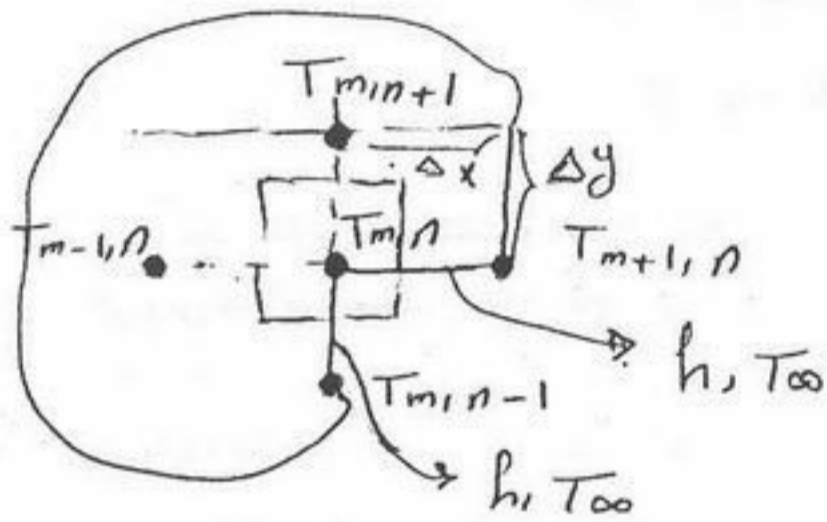 Tm,n+1
Δx
Δy
Tm-1,n
Tm,n
Tm+1,n
h, T∞
Tm,n-1
h, T∞